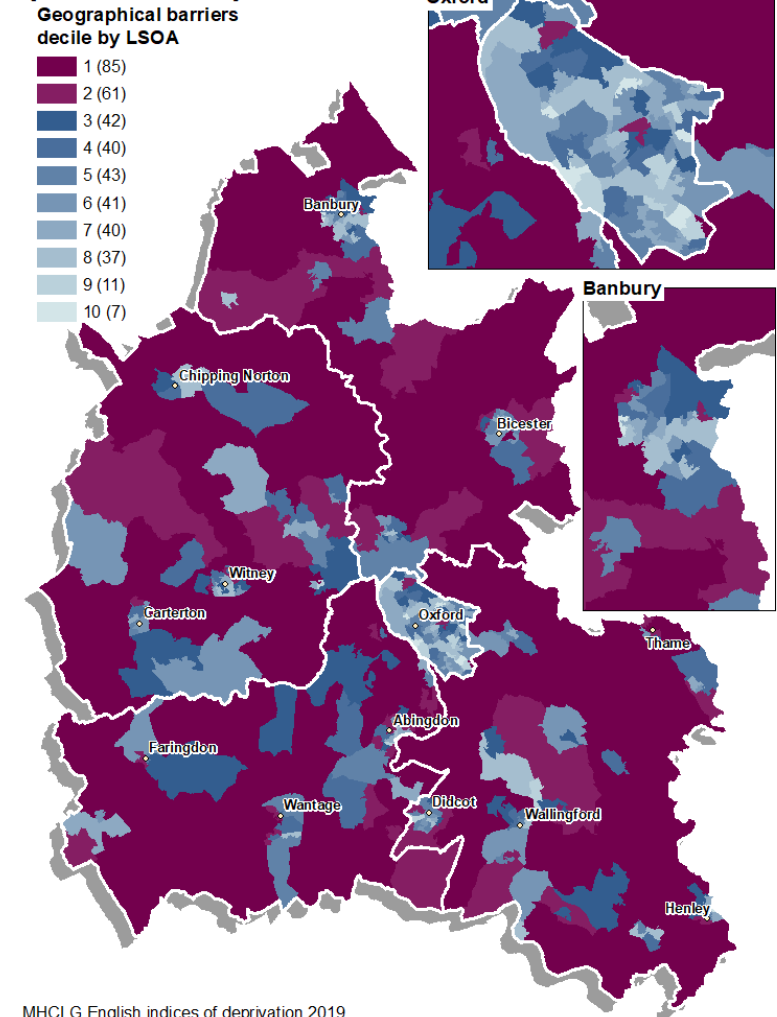 Geographical barriers
decile by LSOA
1 (85)
2 (61)
3 (42)
4 (40)
5 (43)
6 (41)
7 (40)
8 (37)
9 (11)
10 (7)
Oxford
Banbury
Banbury
Chipping Norton
Bicester
Witney
Carterton
Oxford
Thame
Abingdon
Faringdon
Wantage
Didcot
Wallingford
Henley
MHCLG English indices of deprivation 2019